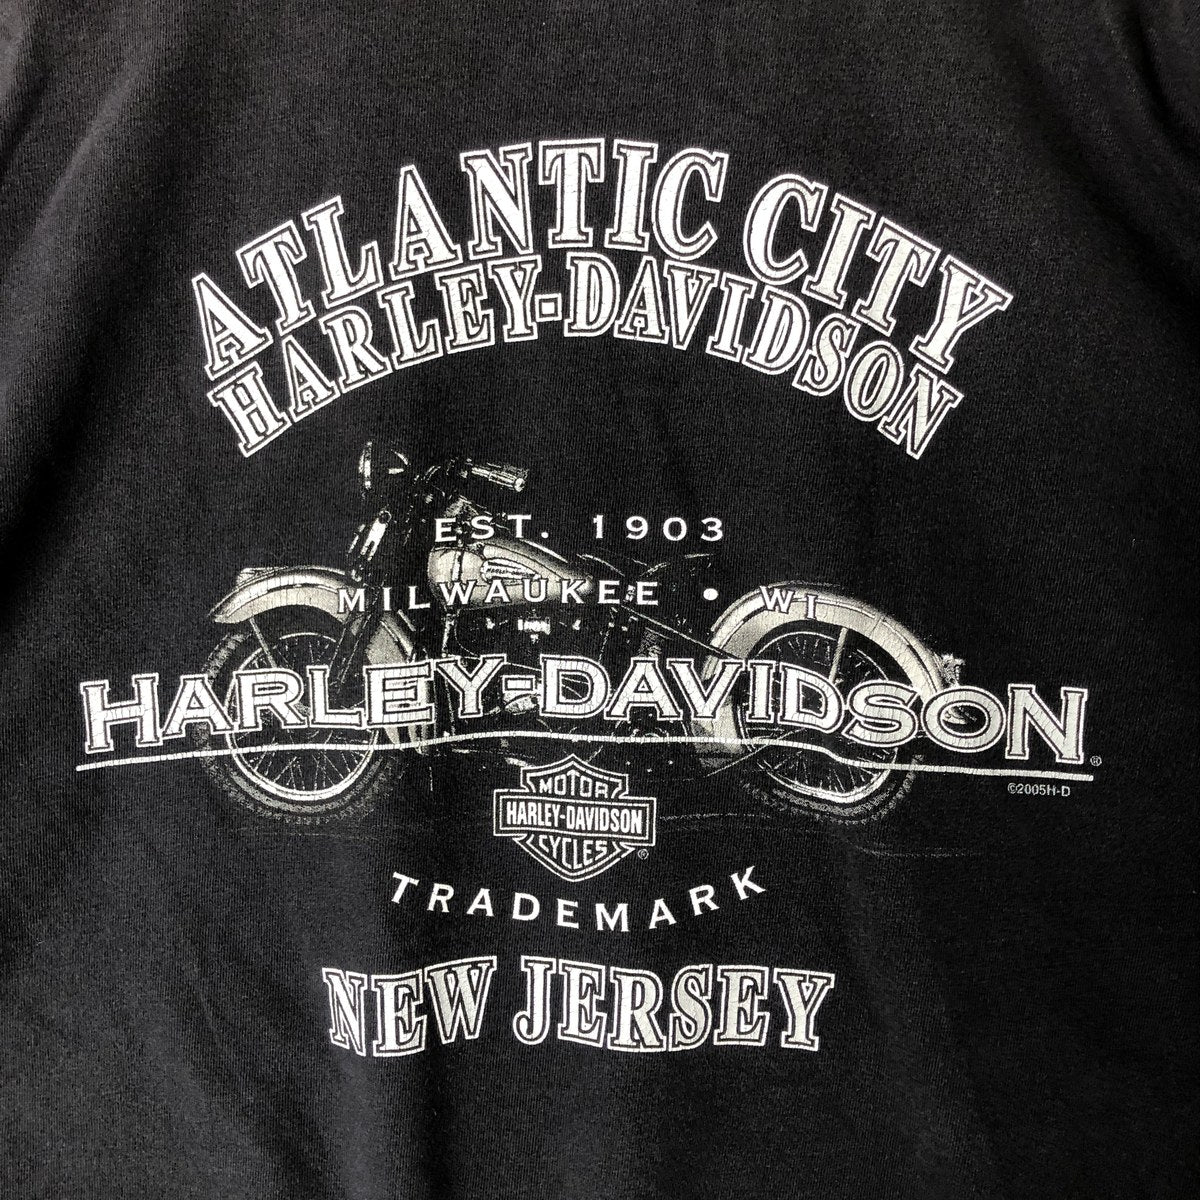 ATLANTIC CITY
HARLEY-DAVIDSON
EST. 1903
MILWAUKEE • WI
HARLEY-DAVIDSON®
©2005H-D
MOTOR
HARLEY-DAVIDSON
CYCLES®
TRADEMARK
NEW JERSEY